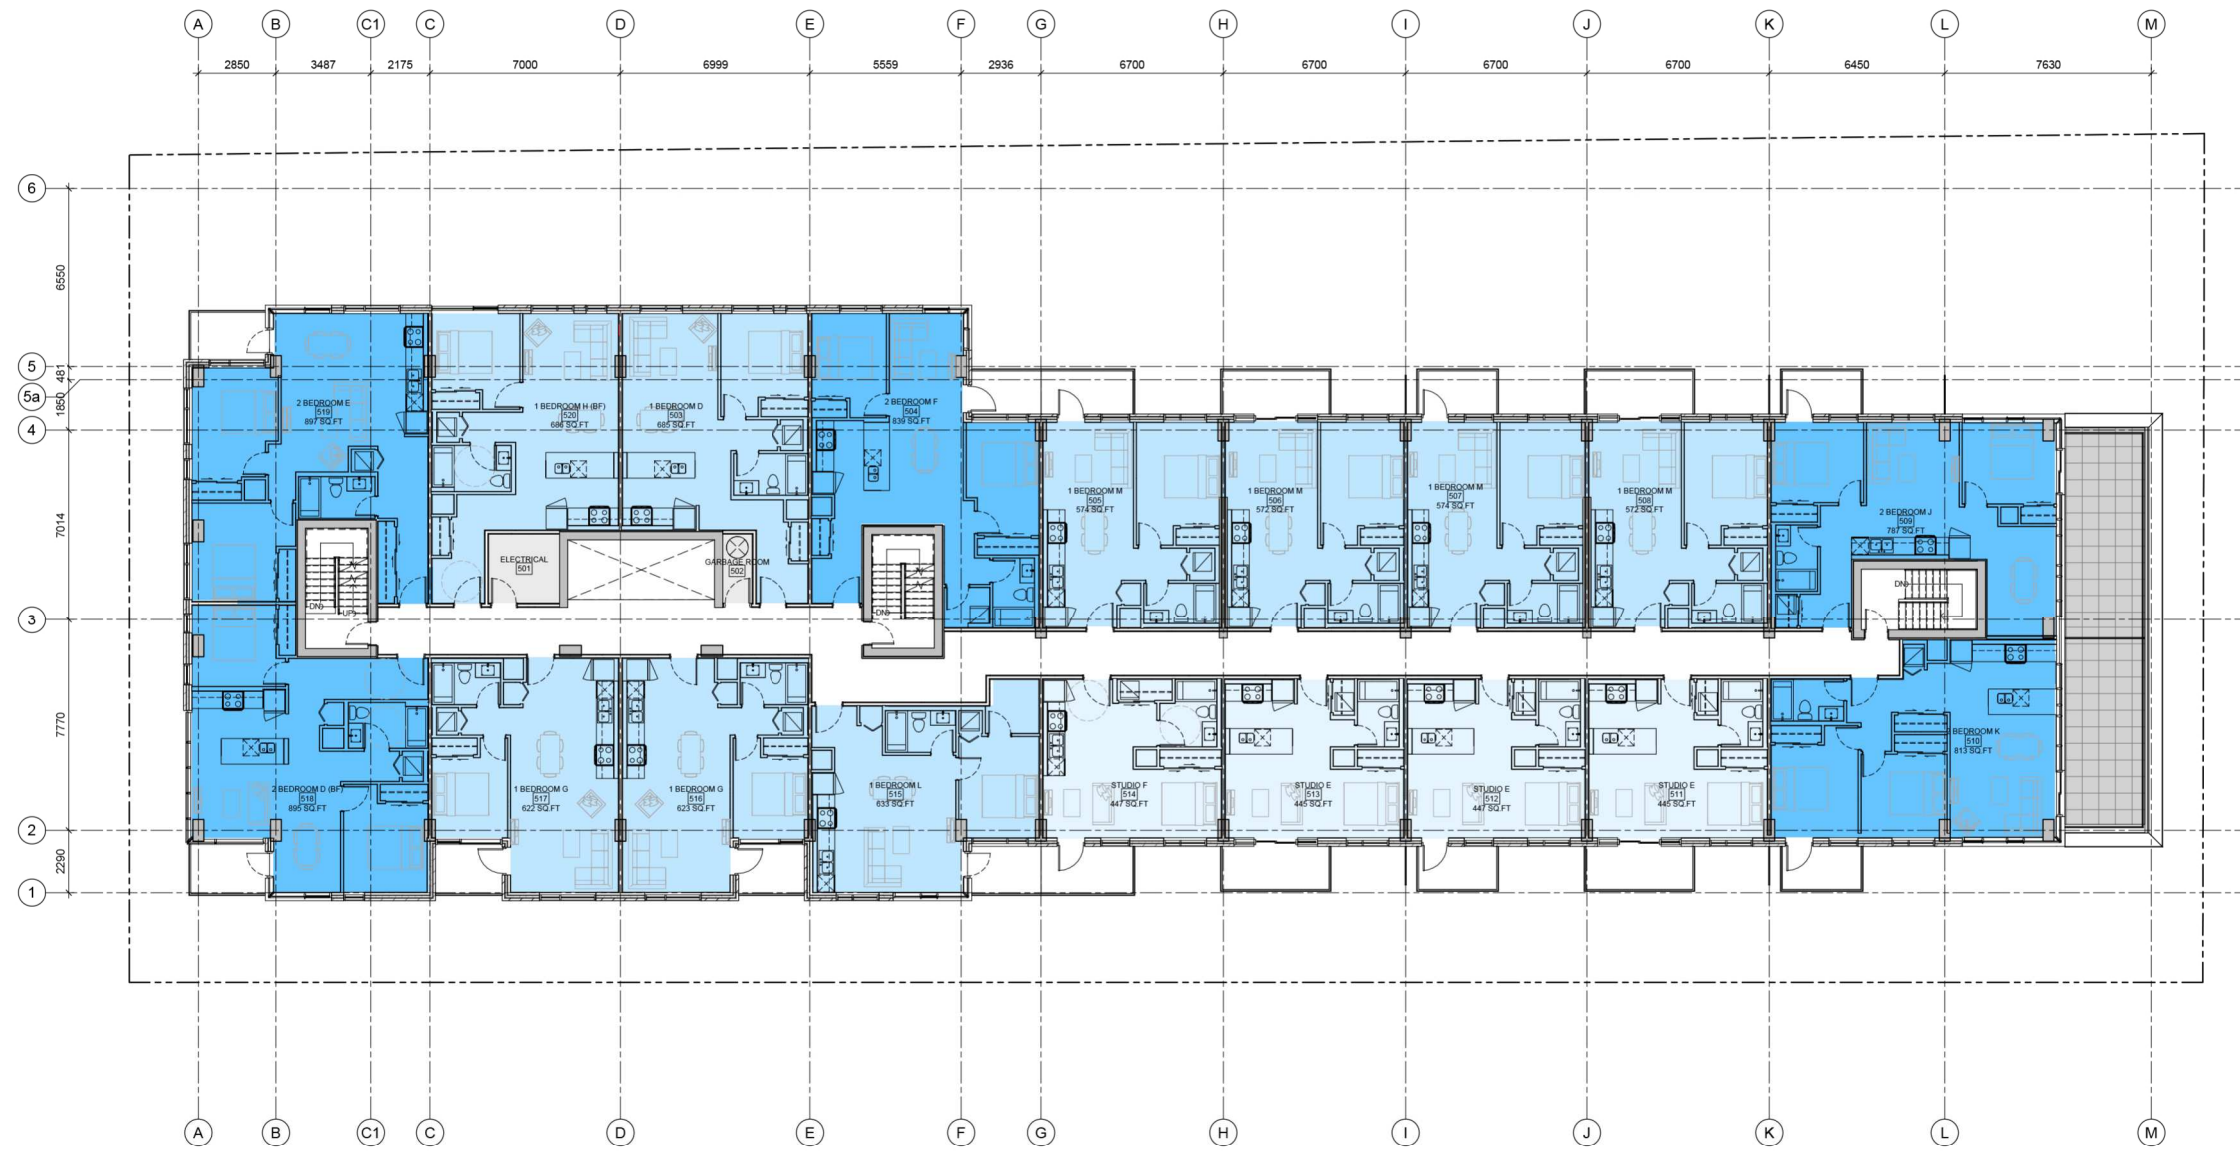 A B C1 C D E F G H I J K L M
2850 3487 2175 7000 6999 5559 2936 6700 6700 6700 6700 6450 7630
6
6550
5
481
5a
1850
4
7014
3
7770
2
2290
1
2 BEDROOM E
519
897 SQ.FT
1 BEDROOM H (BF)
520
686 SQ.FT
1 BEDROOM D
503
685 SQ.FT
2 BEDROOM F
504
839 SQ.FT
1 BEDROOM M
505
574 SQ.FT
1 BEDROOM M
506
572 SQ.FT
1 BEDROOM M
507
574 SQ.FT
1 BEDROOM M
508
572 SQ.FT
2 BEDROOM J
509
787 SQ.FT
ELECTRICAL
501
GARBAGE ROOM
502
DN
UP
DN
DN
2 BEDROOM D (BF)
518
895 SQ.FT
1 BEDROOM G
517
622 SQ.FT
1 BEDROOM G
516
623 SQ.FT
1 BEDROOM L
515
633 SQ.FT
STUDIO F
514
447 SQ.FT
STUDIO E
513
445 SQ.FT
STUDIO E
512
447 SQ.FT
STUDIO E
511
445 SQ.FT
BEDROOM K
510
813 SQ.FT
A B C1 C D E F G H I J K L M